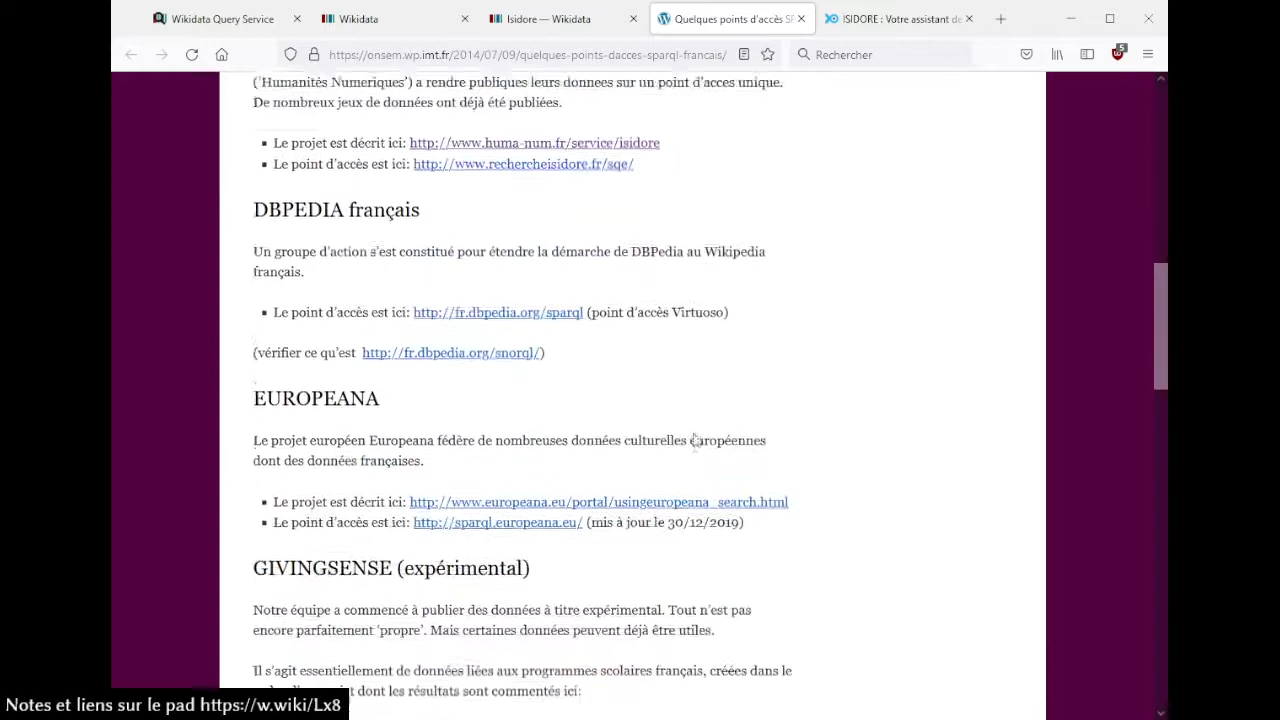 Wikidata Query Service
Wikidata
Isidore — Wikidata
Quelques points d'accès SP
ISIDORE : Votre assistant de
https://onsem.wp.imt.fr/2014/07/09/quelques-points-dacces-sparql-francais/
Rechercher
5
('Humanités Numeriques') a rendre publiques leurs donnees sur un point d'acces unique.
De nombreux jeux de données ont déjà été publiées.
Le projet est décrit ici: http://www.huma-num.fr/service/isidore
Le point d'accès est ici: http://www.rechercheisidore.fr/sqe/
DBPEDIA français
Un groupe d'action s'est constitué pour étendre la démarche de DBPedia au Wikipedia
français.
Le point d'accès est ici: http://fr.dbpedia.org/sparql (point d'accès Virtuoso)
(vérifier ce qu'est http://fr.dbpedia.org/snorql/)
EUROPEANA
Le projet européen Europeana fédère de nombreuses données culturelles européennes
dont des données françaises.
Le projet est décrit ici: http://www.europeana.eu/portal/usingeuropeana_search.html
Le point d'accès est ici: http://sparql.europeana.eu/ (mis à jour le 30/12/2019)
GIVINGSENSE (expérimental)
Notre équipe a commencé à publier des données à titre expérimental. Tout n'est pas
encore parfaitement 'propre'. Mais certaines données peuvent déjà être utiles.
Il s'agit essentiellement de données liées aux programmes scolaires français, créées dans le
dont les résultats sont commentés ici:
Notes et liens sur le pad https://w.wiki/Lx8